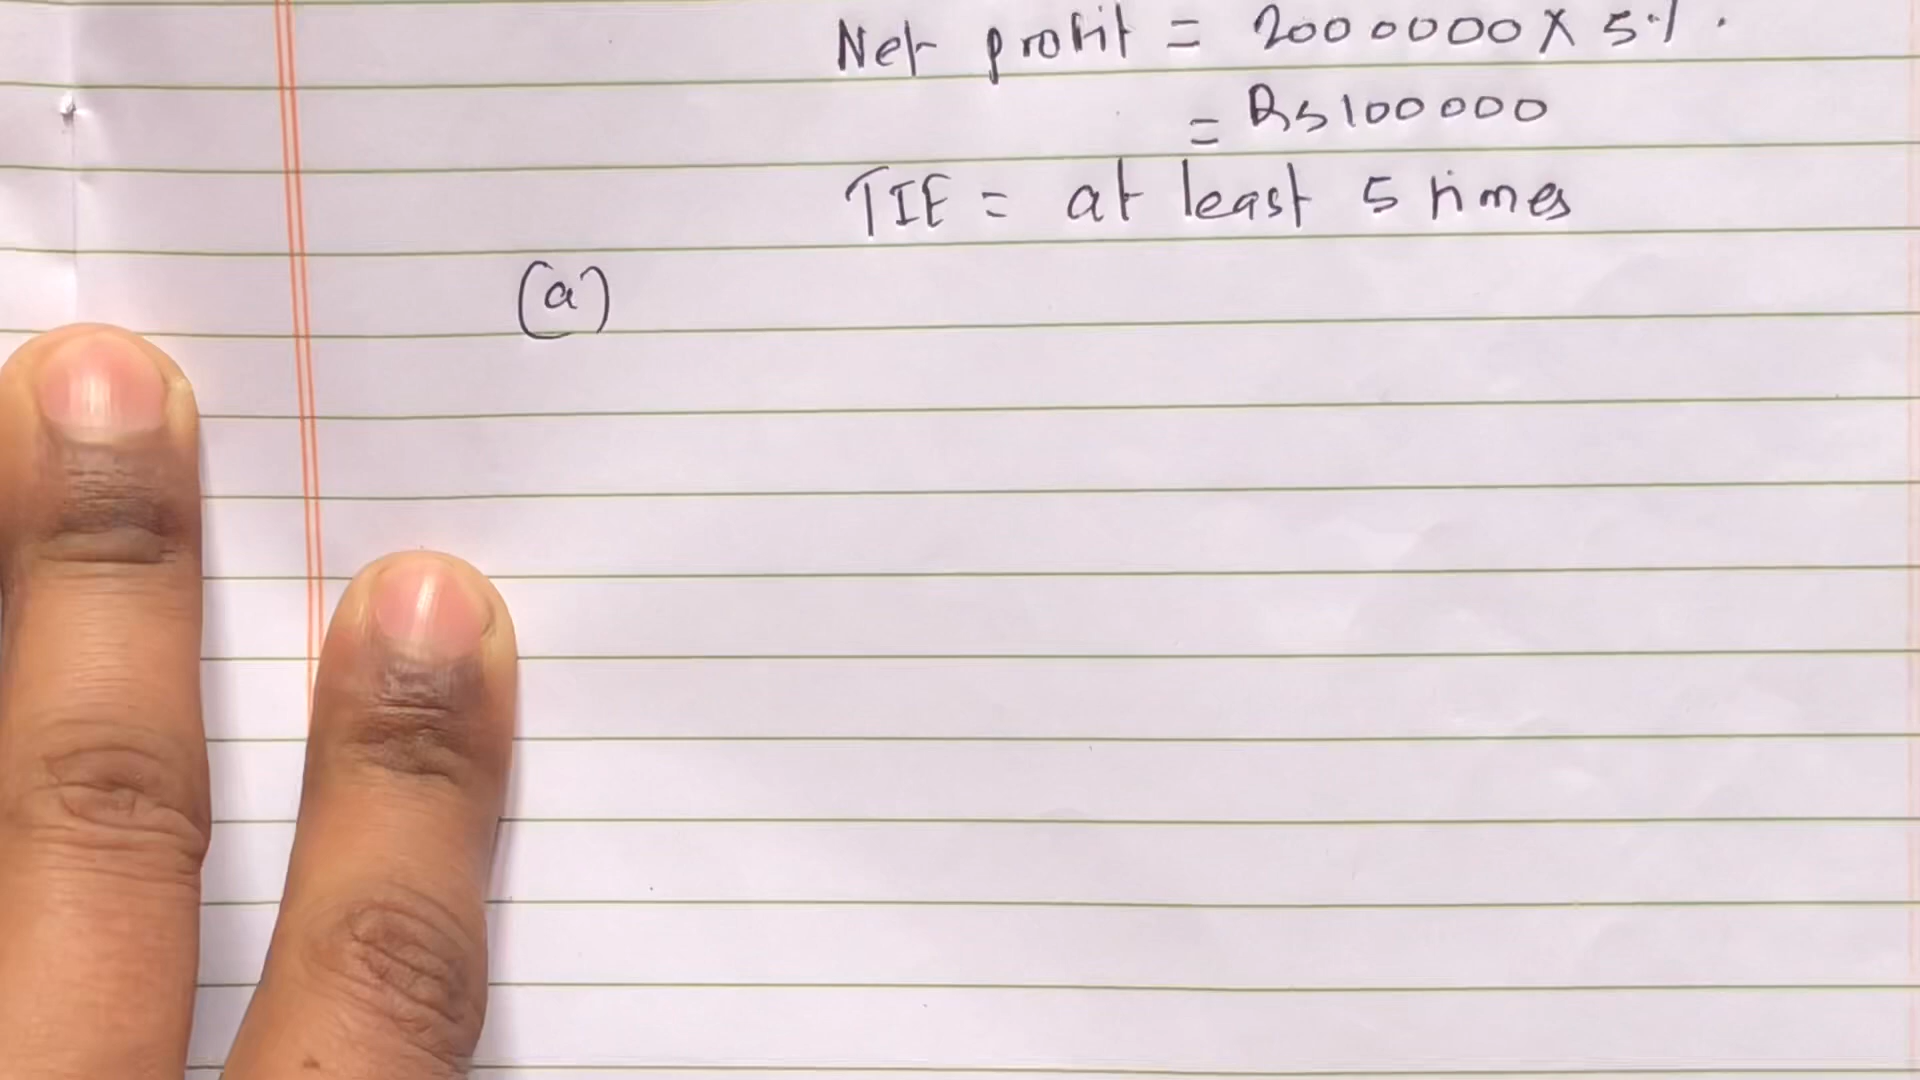 Net profit = 2000000 X 5%.
= Rs 100000
TIE = at least 5 times
(a)